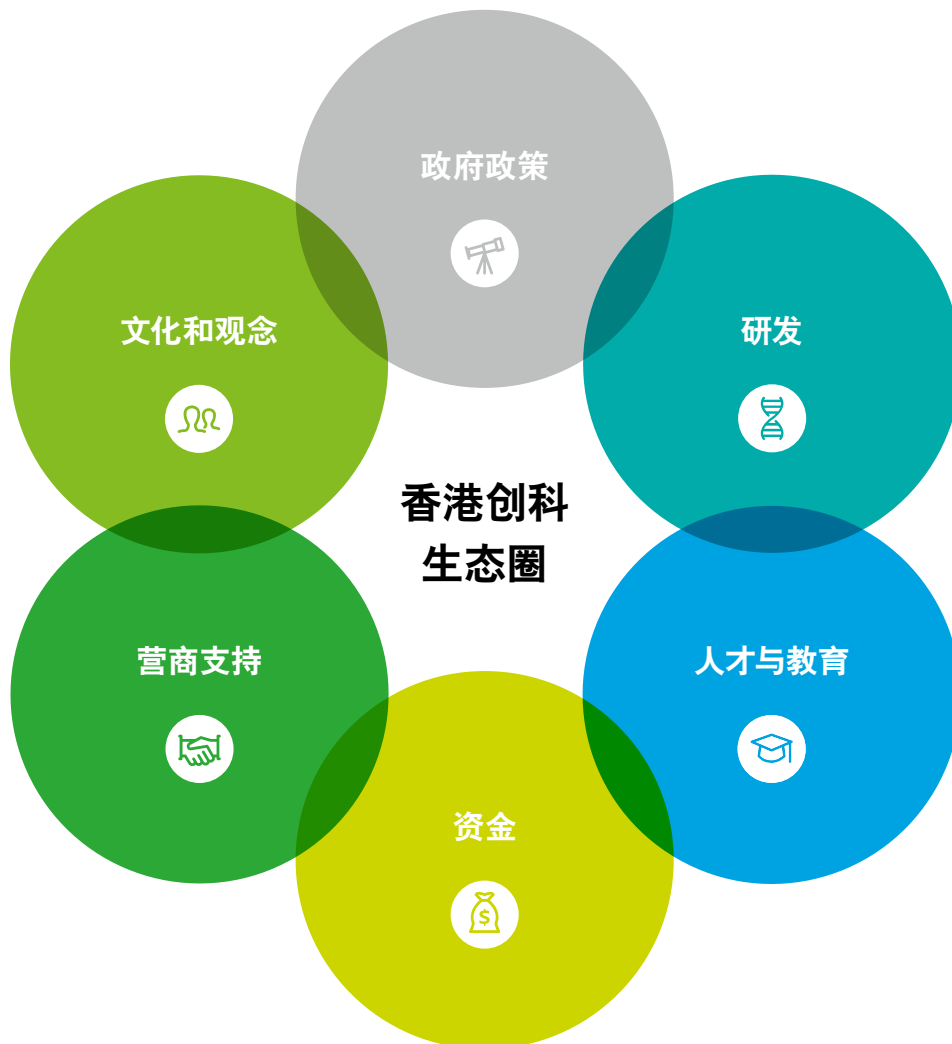 政府政策
文化和观念
研发
香港创科
生态圈
营商支持
人才与教育
资金
$